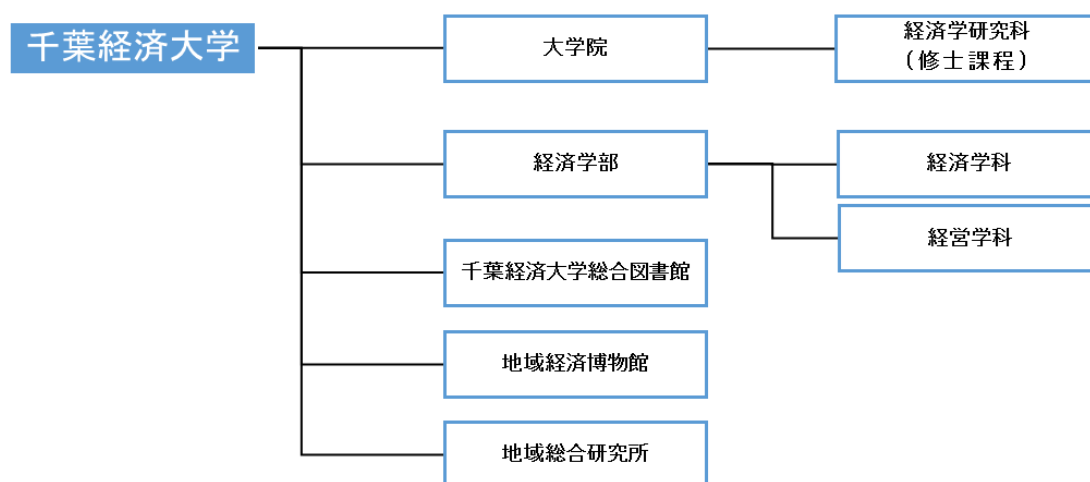 千葉経済大学
大学院
経済学研究科
(修士課程)
経済学部
経済学科
経営学科
千葉経済大学総合図書館
地域経済博物館
地域総合研究所